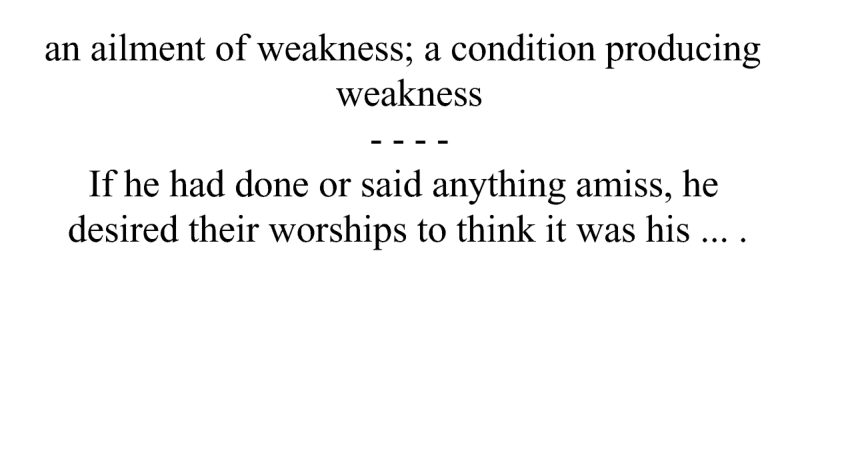 an ailment of weakness; a condition producing
weakness
- - - -
If he had done or said anything amiss, he
desired their worships to think it was his ... .